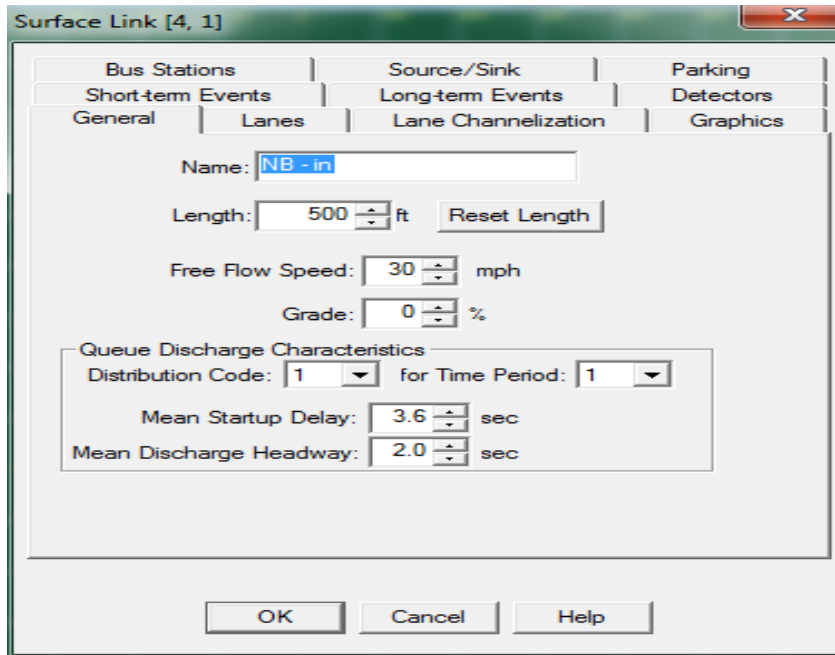 Surface Link [4, 1]
Bus Stations Source/Sink Parking
Short-term Events Long-term Events Detectors
General Lanes Lane Channelization Graphics
Name: NB - in
Length: 500 ft Reset Length
Free Flow Speed: 30 mph
Grade: 0 %
Queue Discharge Characteristics
Distribution Code: 1 for Time Period: 1
Mean Startup Delay: 3.6 sec
Mean Discharge Headway: 2.0 sec
OK Cancel Help